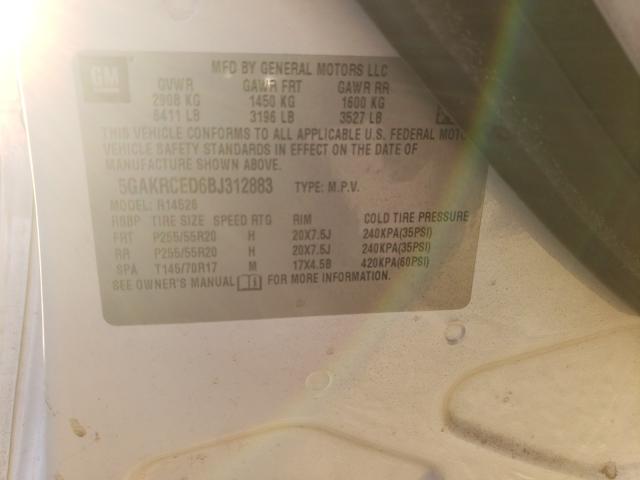 GM
MFD BY GENERAL MOTORS LLC
GVWR GAWR FRT GAWR RR
2908 KG 1450 KG 1600 KG
6411 LB 3196 LB 3527 LB
THIS VEHICLE CONFORMS TO ALL APPLICABLE U.S. FEDERAL MOTO
VEHICLE SAFETY STANDARDS IN EFFECT ON THE DATE OF
MANUFACTURE SHOWN ABOVE.
5GAKRCED6BJ312883 TYPE: M.P.V.
MODEL: R14526
TIRE SIZE SPEED RTG RIM COLD TIRE PRESSURE
FRT P255/55R20 H 20X7.5J 240KPA(35PSI)
RR P255/55R20 H 20X7.5J 240KPA(35PSI)
SPA T145/70R17 M 17X4.5B 420KPA(60PSI)
SEE OWNER'S MANUAL FOR MORE INFORMATION.